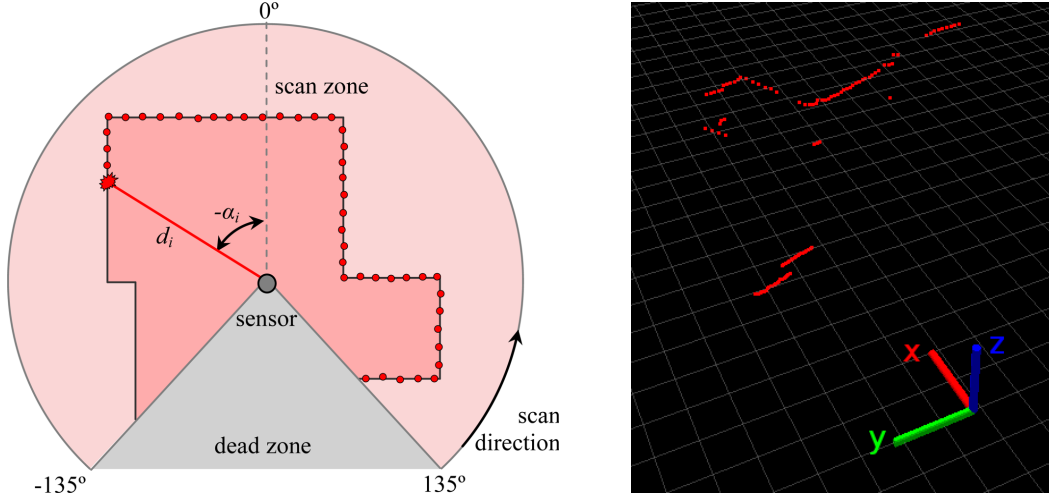 0º
scan zone
-αi
di
sensor
dead zone
scan
direction
-135º
135º
x
z
y